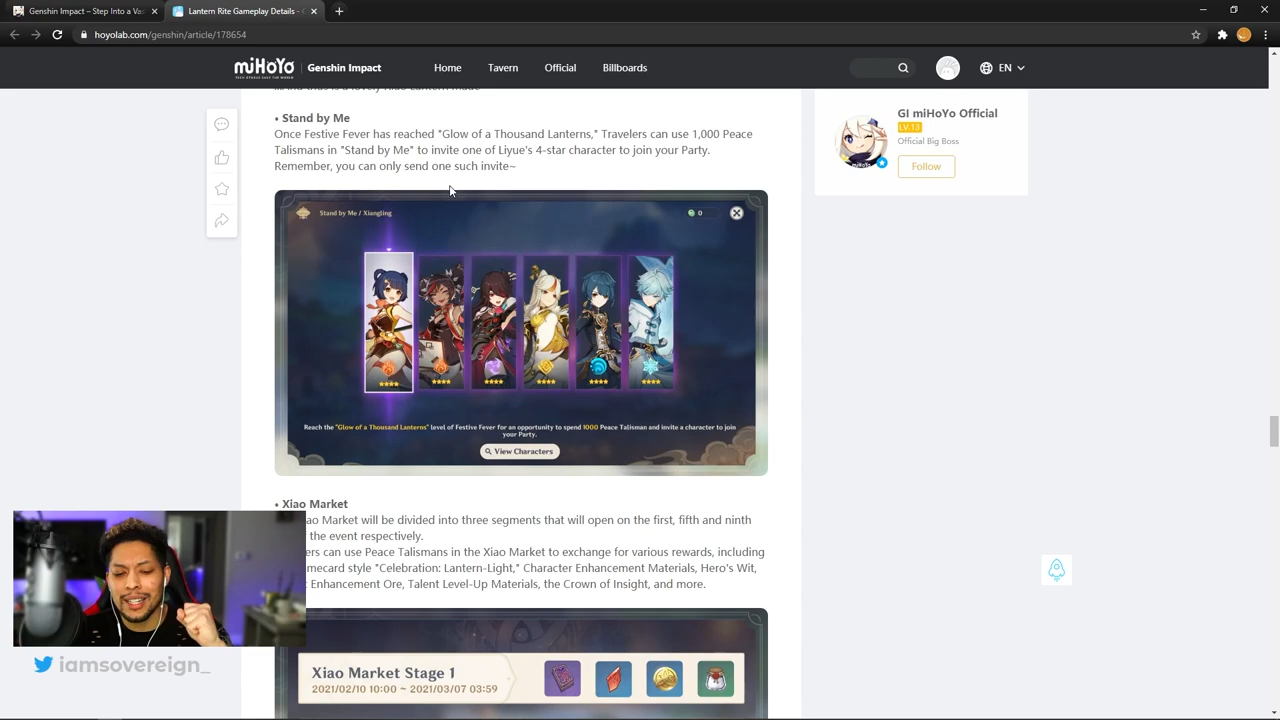 Genshin Impact – Step Into a Vas
Lantern Rite Gameplay Details - G
hoyolab.com/genshin/article/178654
miHoYo
TECH OTAKUS SAVE THE WORLD
Genshin Impact
Home
Tavern
Official
Billboards
EN
• Stand by Me
Once Festive Fever has reached "Glow of a Thousand Lanterns," Travelers can use 1,000 Peace
Talismans in "Stand by Me" to invite one of Liyue's 4-star character to join your Party.
Remember, you can only send one such invite~
GI miHoYo Official
LV.13
Official Big Boss
Follow
Stand by Me / Xiangling
0
Reach the "Glow of a Thousand Lanterns" level of Festive Fever for an opportunity to spend 1000 Peace Talisman and invite a character to join
your Party.
View Characters
• Xiao Market
ao Market will be divided into three segments that will open on the first, fifth and ninth
f the event respectively.
ers can use Peace Talismans in the Xiao Market to exchange for various rewards, including
mecard style "Celebration: Lantern-Light," Character Enhancement Materials, Hero's Wit,
Enhancement Ore, Talent Level-Up Materials, the Crown of Insight, and more.
Xiao Market Stage 1
2021/02/10 10:00 ~ 2021/03/07 03:59
iamsovereign_